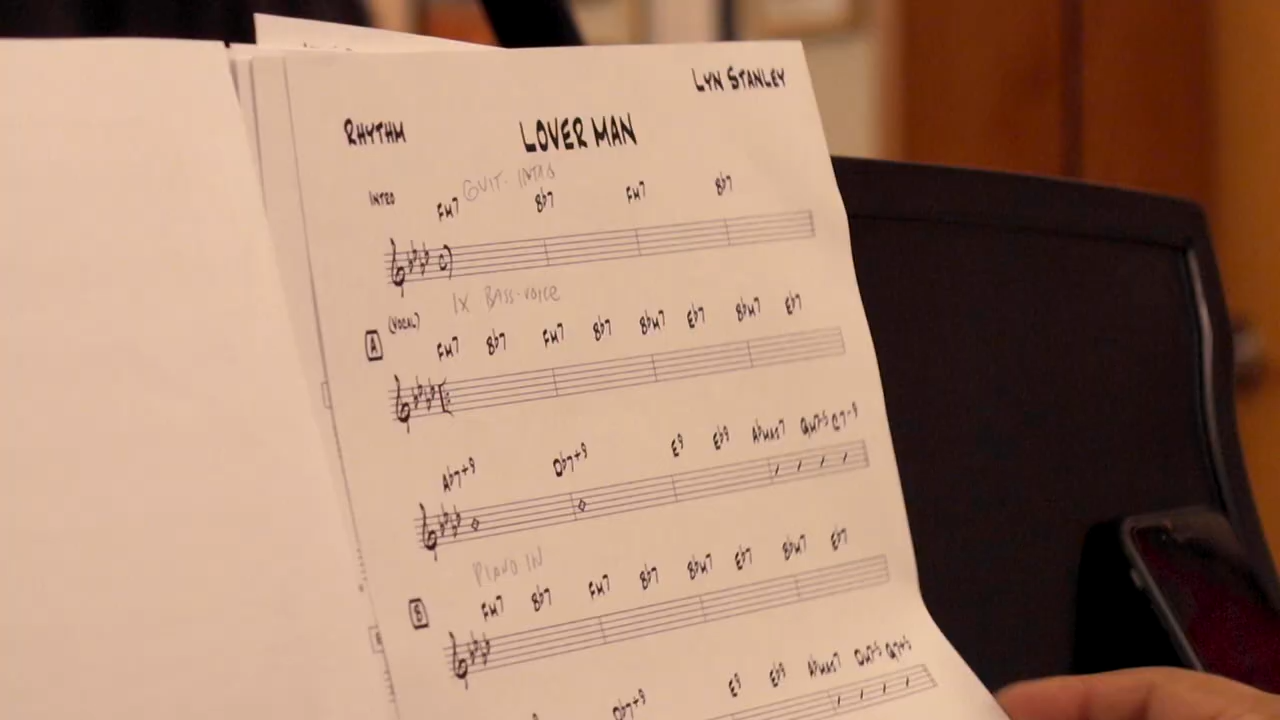 LYN STANLEY
RHYTHM LOVER MAN
INTRO GUIT. INTRO
FM7 Bb7 FM7 Bb7
1X BASS-VOICE
(VOCAL)
A FM7 Bb7 FM7 Bb7 BbM7 Eb7 BbM7 Eb7
Ab7+9 Db7+9 E9 Eb9 AbMAJ7 GM7-5 C7-9
PIANO IN
B FM7 Bb7 FM7 Bb7 BbM7 Eb7 BbM7 Eb7
Db7+9 E9 Eb9 AbMAJ7